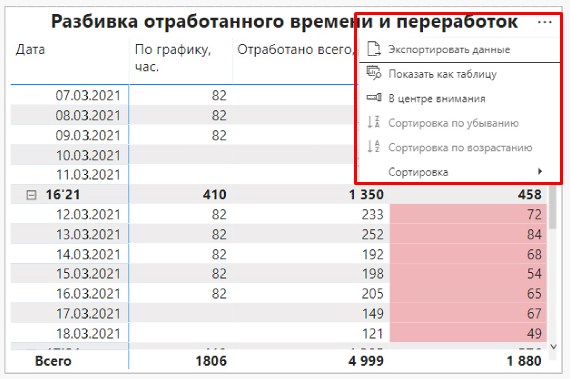 Разбивка отработанного времени и переработок ...
Дата По графику, час. Отработано всего,
Экспортировать данные
Показать как таблицу
В центре внимания
Сортировка по убыванию
Сортировка по возрастанию
Сортировка
07.03.2021 82
08.03.2021 82
09.03.2021 82
10.03.2021
11.03.2021
16'21 410 1 350 458
12.03.2021 82 233 72
13.03.2021 82 252 84
14.03.2021 82 192 68
15.03.2021 82 198 54
16.03.2021 82 205 65
17.03.2021 149 67
18.03.2021 121 49
Всего 1806 4 999 1 880